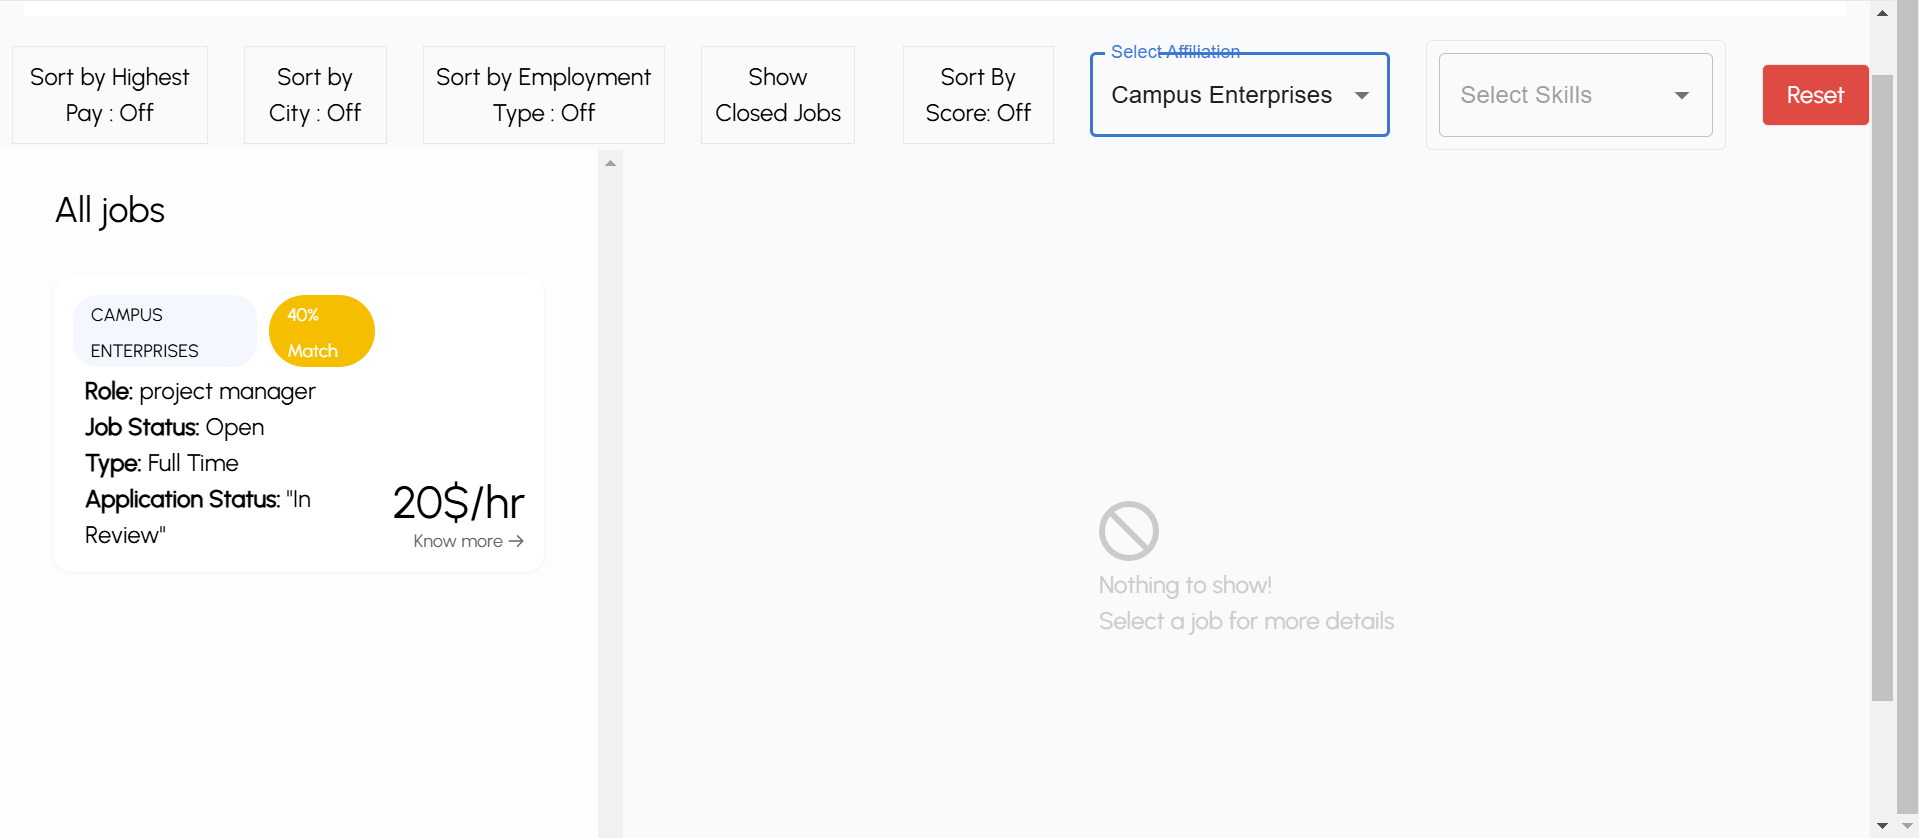 Sort by Highest
Pay : Off
Sort by
City : Off
Sort by Employment
Type : Off
Show
Closed Jobs
Sort By
Score: Off
Select Affiliation
Campus Enterprises
Select Skills
Reset
All jobs
CAMPUS
ENTERPRISES
40%
Match
Role: project manager
Job Status: Open
Type: Full Time
Application Status: "In
Review"
20$/hr
Know more →
Nothing to show!
Select a job for more details